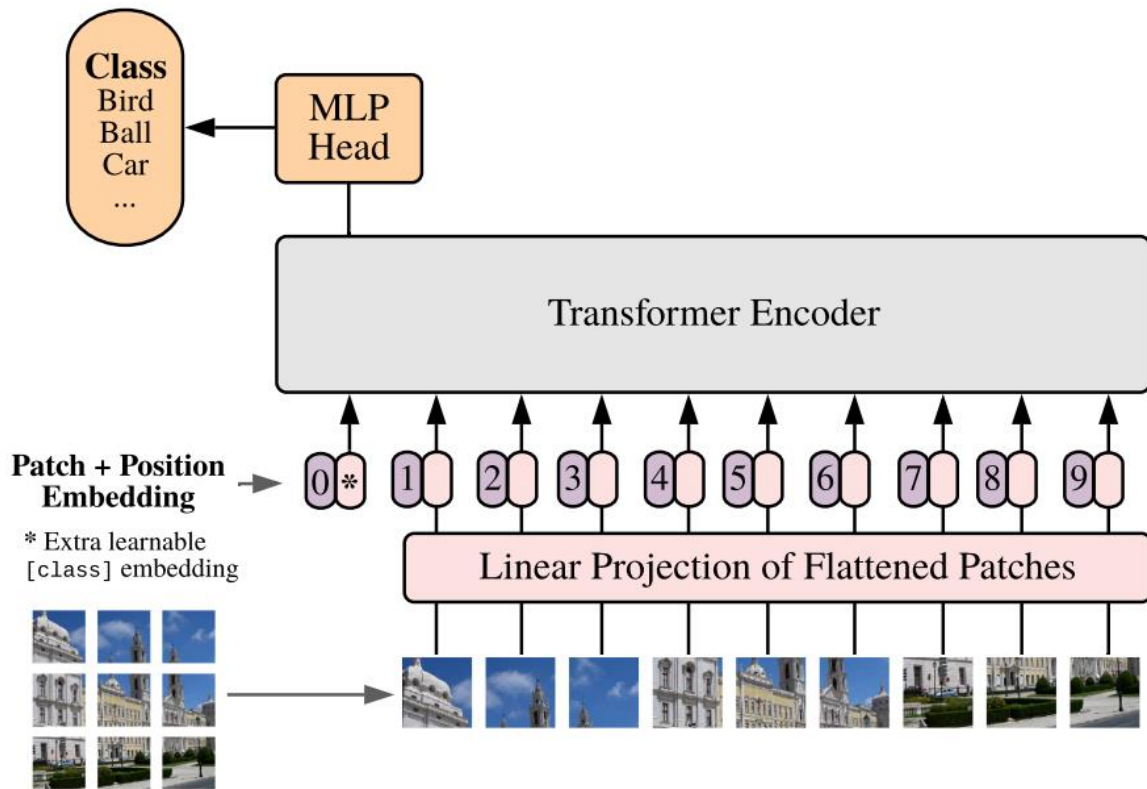 Class
Bird
Ball
Car
...
MLP
Head
Transformer Encoder
Patch + Position
Embedding
0 * 1 2 3 4 5 6 7 8 9
* Extra learnable
[class] embedding
Linear Projection of Flattened Patches